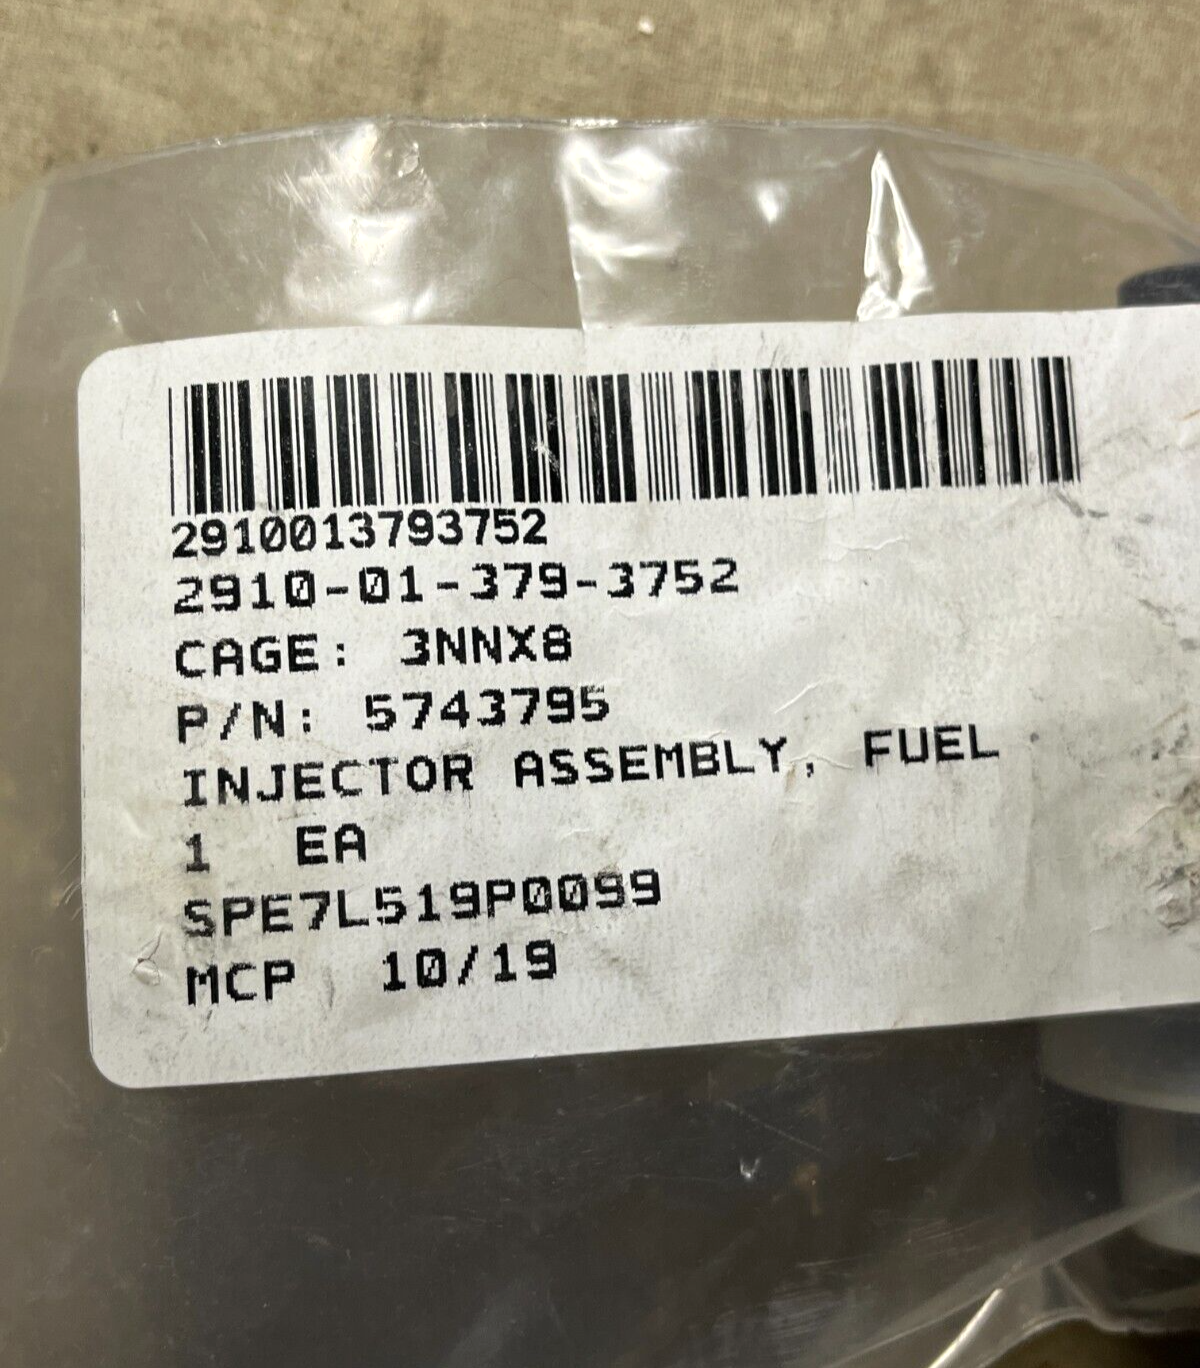 2910013793752
2910-01-379-3752
CAGE: 3NNX8
P/N: 5743795
INJECTOR ASSEMBLY, FUEL
1 EA
SPE7L519P0099
MCP 10/19